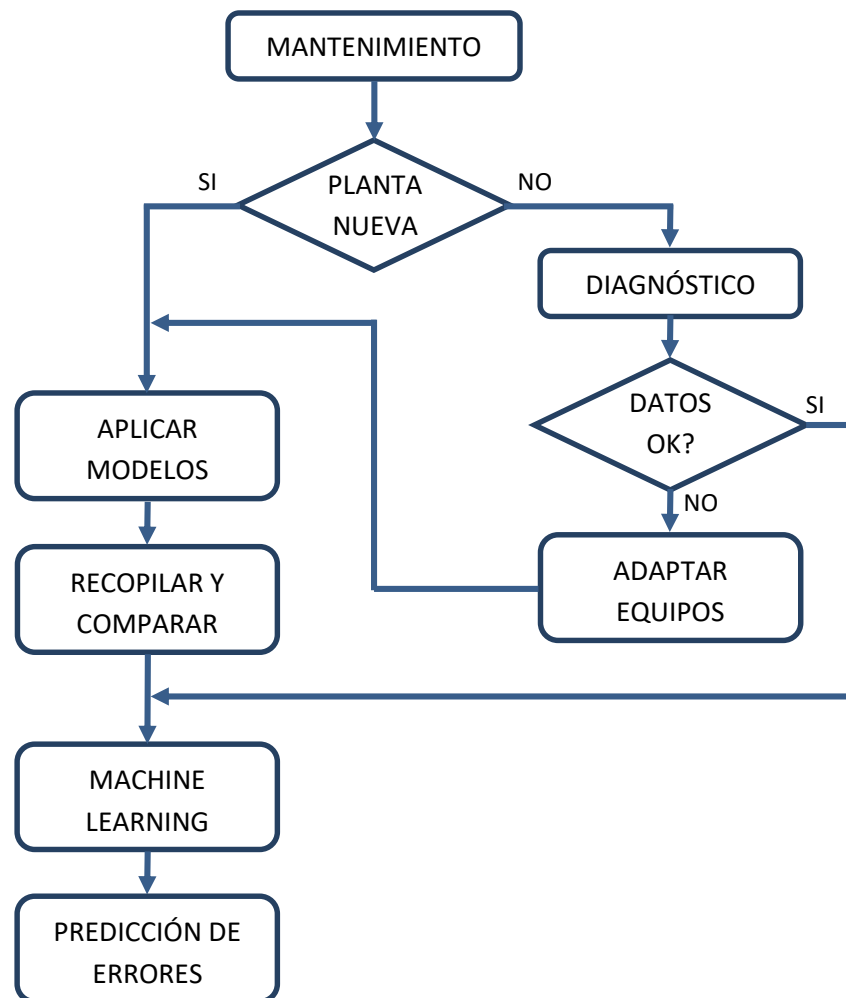 MANTENIMIENTO
SI
PLANTA
NUEVA
NO
DIAGNÓSTICO
DATOS
OK?
SI
NO
APLICAR
MODELOS
ADAPTAR
EQUIPOS
RECOPILAR Y
COMPARAR
MACHINE
LEARNING
PREDICCIÓN DE
ERRORES